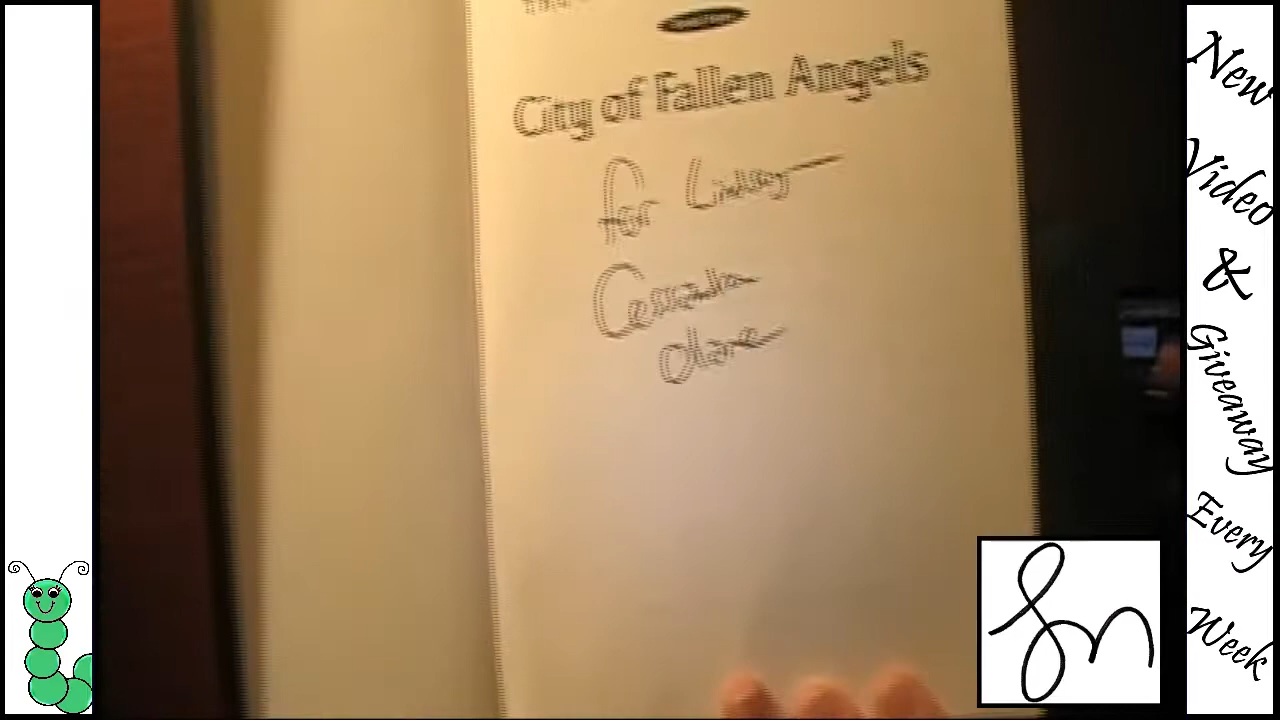 City of Fallen Angels
for Lindsay
Cassandra
Clare
New
Video
&
Giveaway
Every
Week